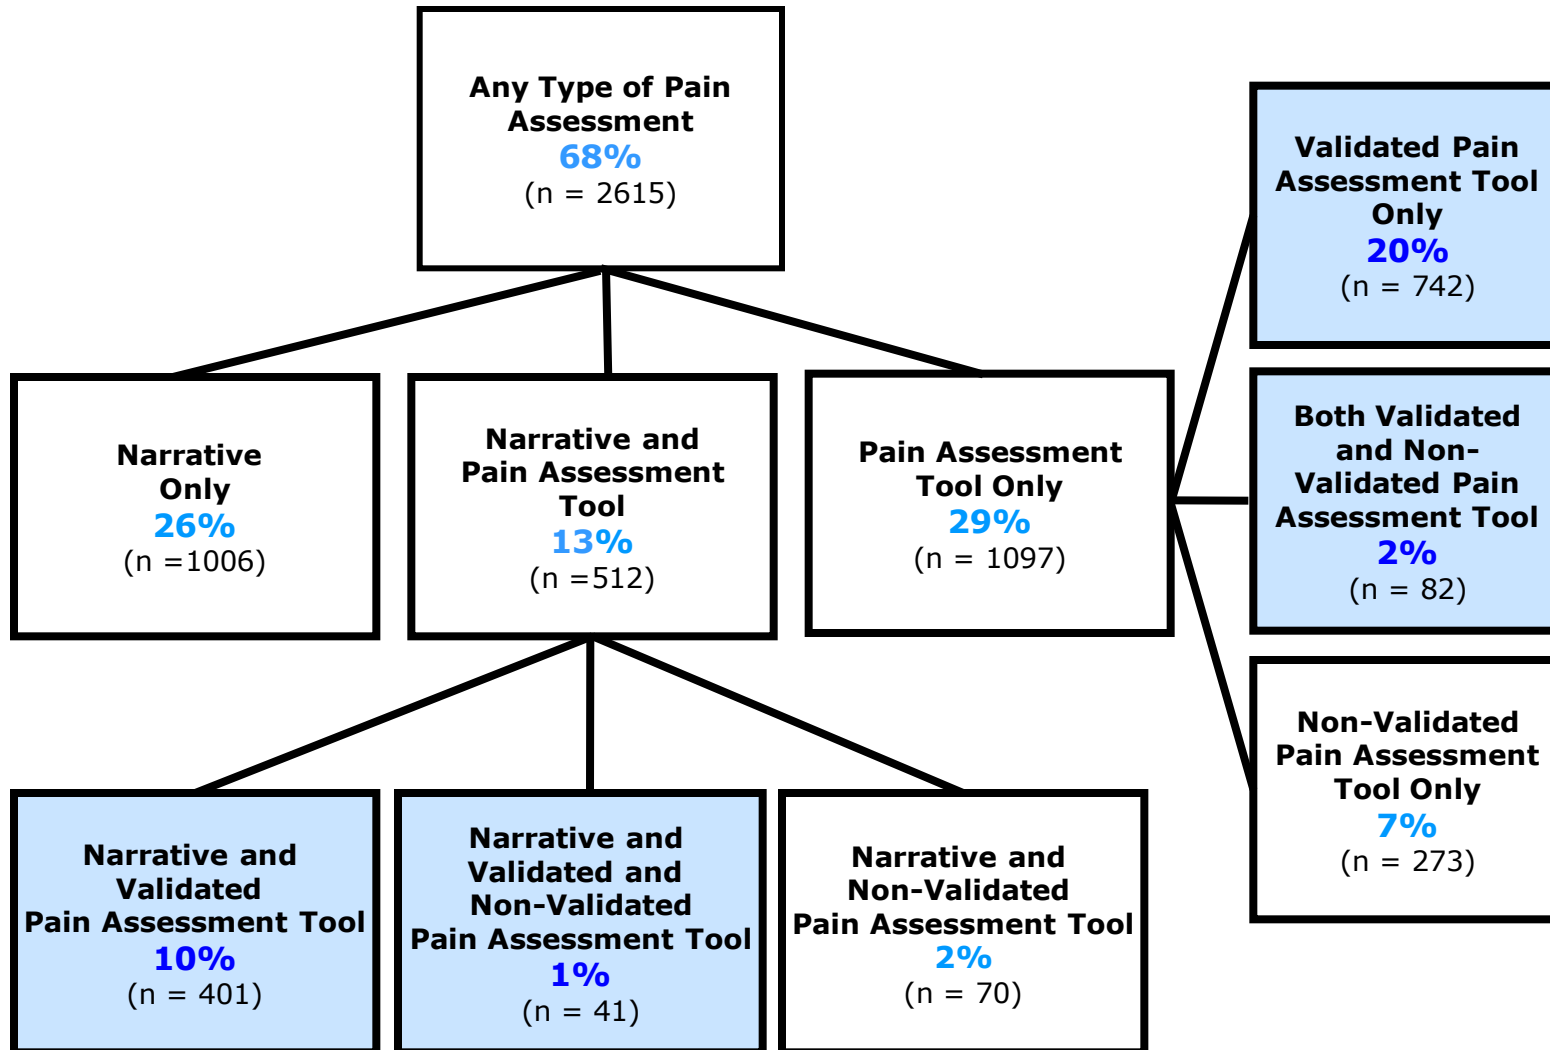 Any Type of Pain
Assessment
68%
(n = 2615)
Narrative
Only
26%
(n =1006)
Narrative and
Pain Assessment
Tool
13%
(n =512)
Pain Assessment
Tool Only
29%
(n = 1097)
Validated Pain
Assessment Tool
Only
20%
(n = 742)
Both Validated
and Non-
Validated Pain
Assessment Tool
2%
(n = 82)
Non-Validated
Pain Assessment
Tool Only
7%
(n = 273)
Narrative and
Validated
Pain Assessment Tool
10%
(n = 401)
Narrative and
Validated and
Non-Validated
Pain Assessment Tool
1%
(n = 41)
Narrative and
Non-Validated
Pain Assessment Tool
2%
(n = 70)